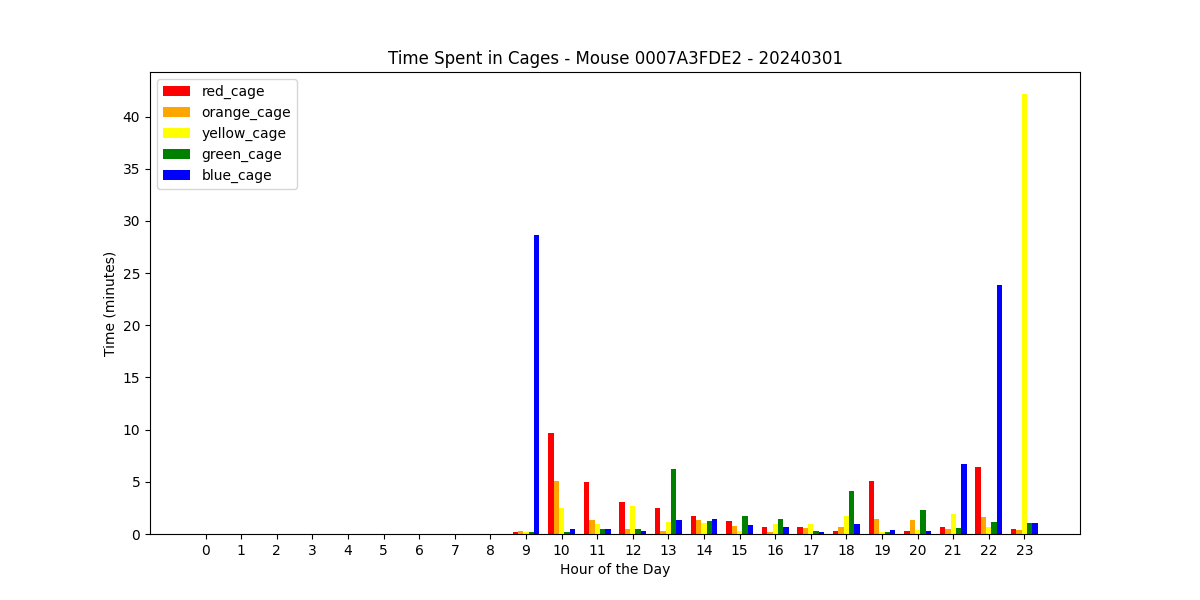 Time Spent in Cages - Mouse 0007A3FDE2 - 20240301
red_cage
orange_cage
yellow_cage
green_cage
blue_cage
Time (minutes)
40
35
30
25
20
15
10
5
0
0 1 2 3 4 5 6 7 8 9 10 11 12 13 14 15 16 17 18 19 20 21 22 23
Hour of the Day